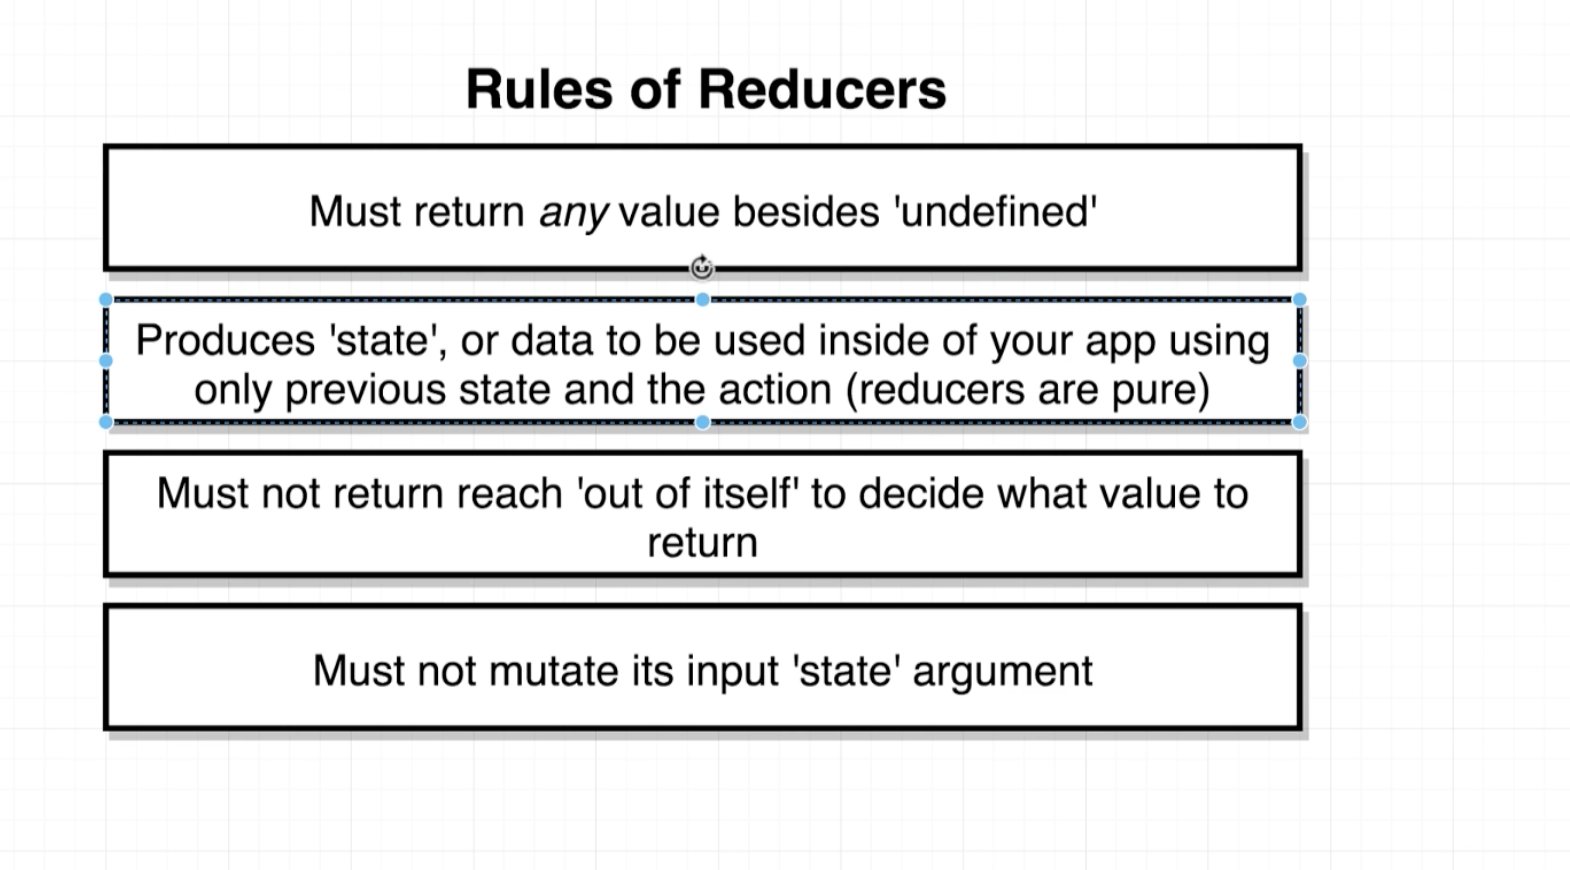 Rules of Reducers
Must return any value besides 'undefined'
Produces 'state', or data to be used inside of your app using
only previous state and the action (reducers are pure)
Must not return reach 'out of itself' to decide what value to
return
Must not mutate its input 'state' argument